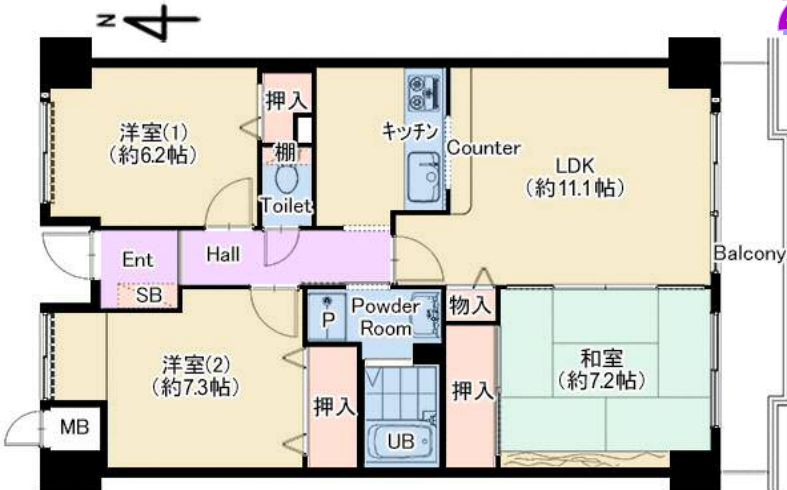 N
洋室(1)
(約6.2帖)
押入
棚
Toilet
キッチン
Counter
LDK
(約11.1帖)
Balcony
Ent
SB
Hall
洋室(2)
(約7.3帖)
MB
押入
P
Powder
Room
UB
物入
押入
和室
(約7.2帖)